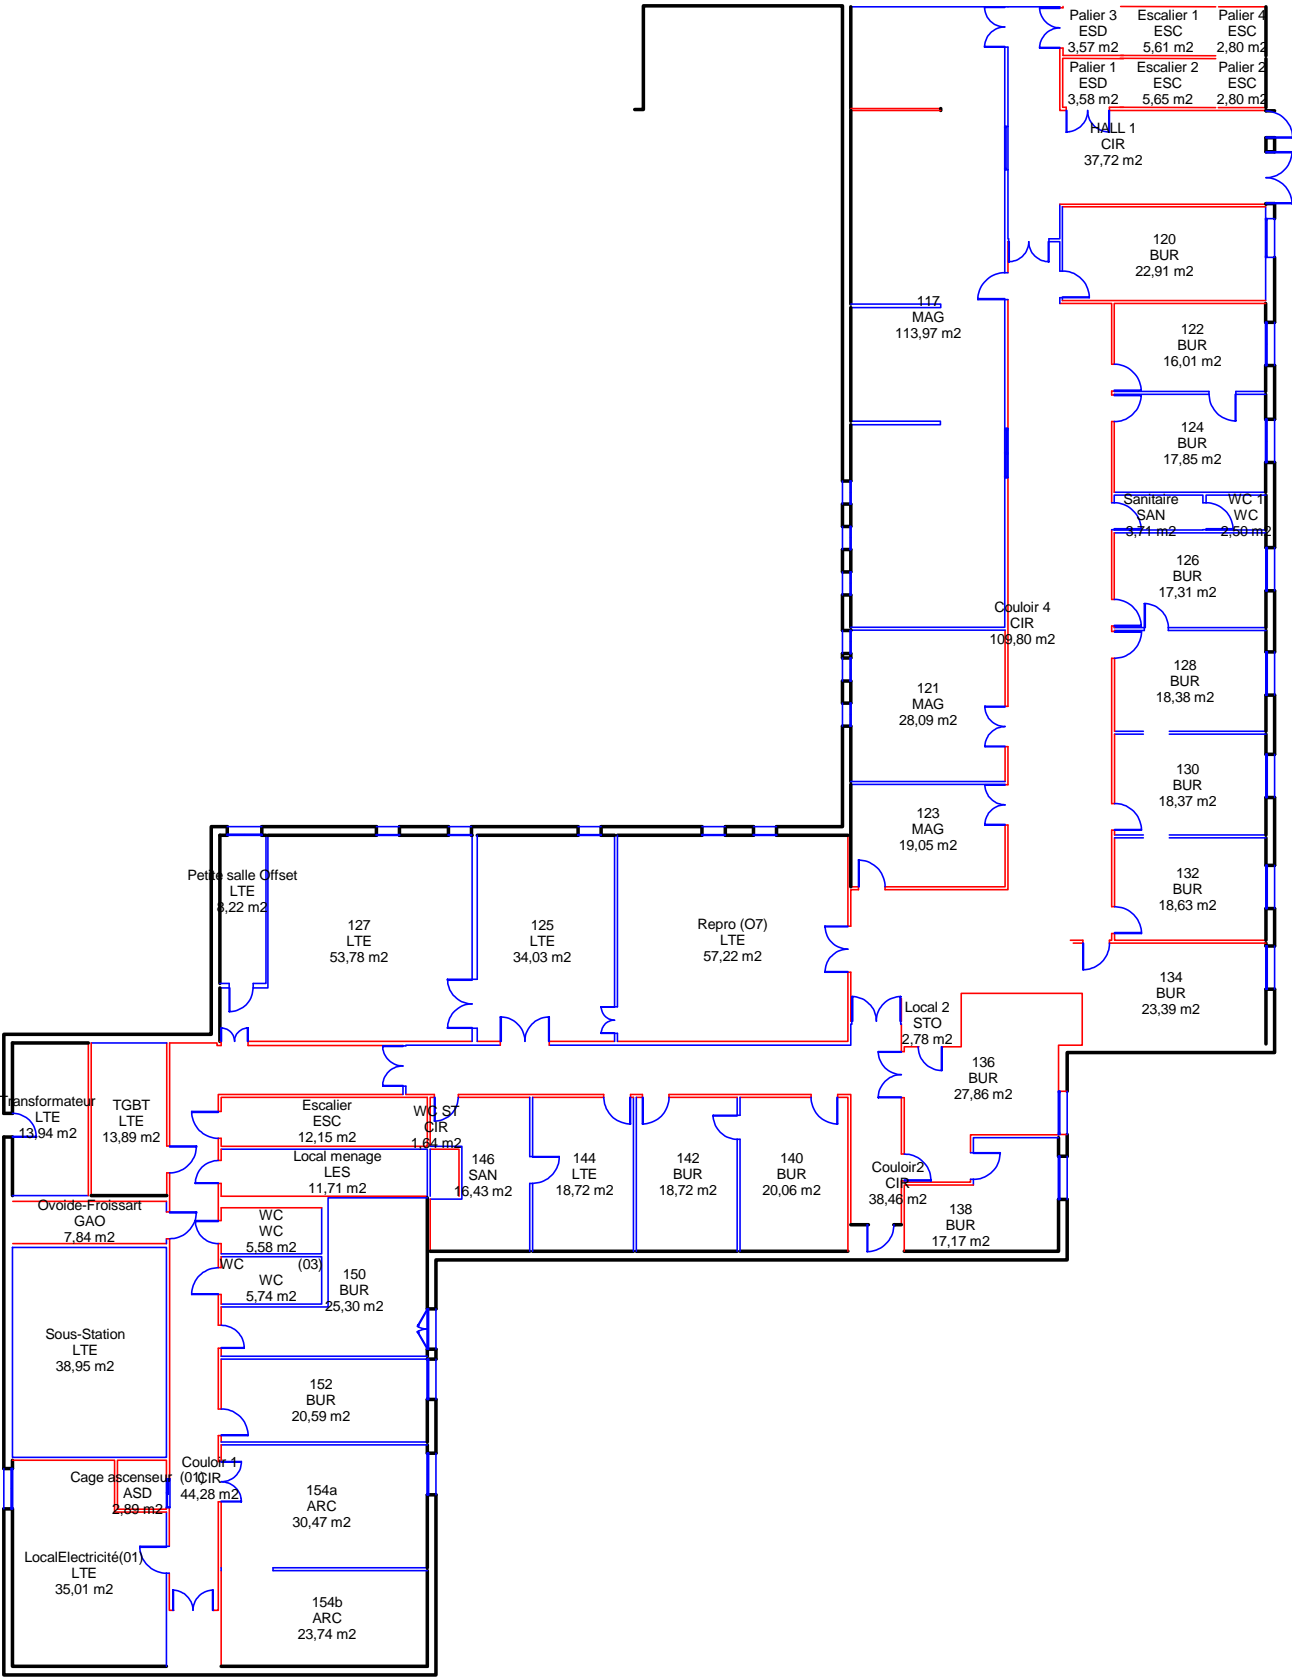 Palier 3
ESD
3,57 m2
Escalier 1
ESC
5,61 m2
Palier 4
ESC
2,80 m2
Palier 1
ESD
3,58 m2
Escalier 2
ESC
5,65 m2
Palier 2
ESC
2,80 m2
HALL 1
CIR
37,72 m2
120
BUR
22,91 m2
117
MAG
113,97 m2
122
BUR
16,01 m2
124
BUR
17,85 m2
Sanitaire
SAN
3,71 m2
WC 1
WC
2,50 m2
126
BUR
17,31 m2
Couloir 4
CIR
109,80 m2
128
BUR
18,38 m2
121
MAG
28,09 m2
130
BUR
18,37 m2
123
MAG
19,05 m2
132
BUR
18,63 m2
Petite salle Offset
LTE
8,22 m2
127
LTE
53,78 m2
125
LTE
34,03 m2
Repro (O7)
LTE
57,22 m2
134
BUR
23,39 m2
Local 2
STO
2,78 m2
136
BUR
27,86 m2
Transformateur
LTE
13,94 m2
TGBT
LTE
13,89 m2
Escalier
ESC
12,15 m2
WC ST
CIR
1,64 m2
Local menage
LES
11,71 m2
146
SAN
16,43 m2
144
LTE
18,72 m2
142
BUR
18,72 m2
140
BUR
20,06 m2
Couloir2
CIR
38,46 m2
138
BUR
17,17 m2
Ovoide-Froissart
GAO
7,84 m2
WC
WC
5,58 m2
WC (03)
WC
5,74 m2
150
BUR
25,30 m2
Sous-Station
LTE
38,95 m2
152
BUR
20,59 m2
Cage ascenseur
ASD
2,89 m2
Couloir 1
(01)
CIR
44,28 m2
154a
ARC
30,47 m2
LocalElectricité(01)
LTE
35,01 m2
154b
ARC
23,74 m2